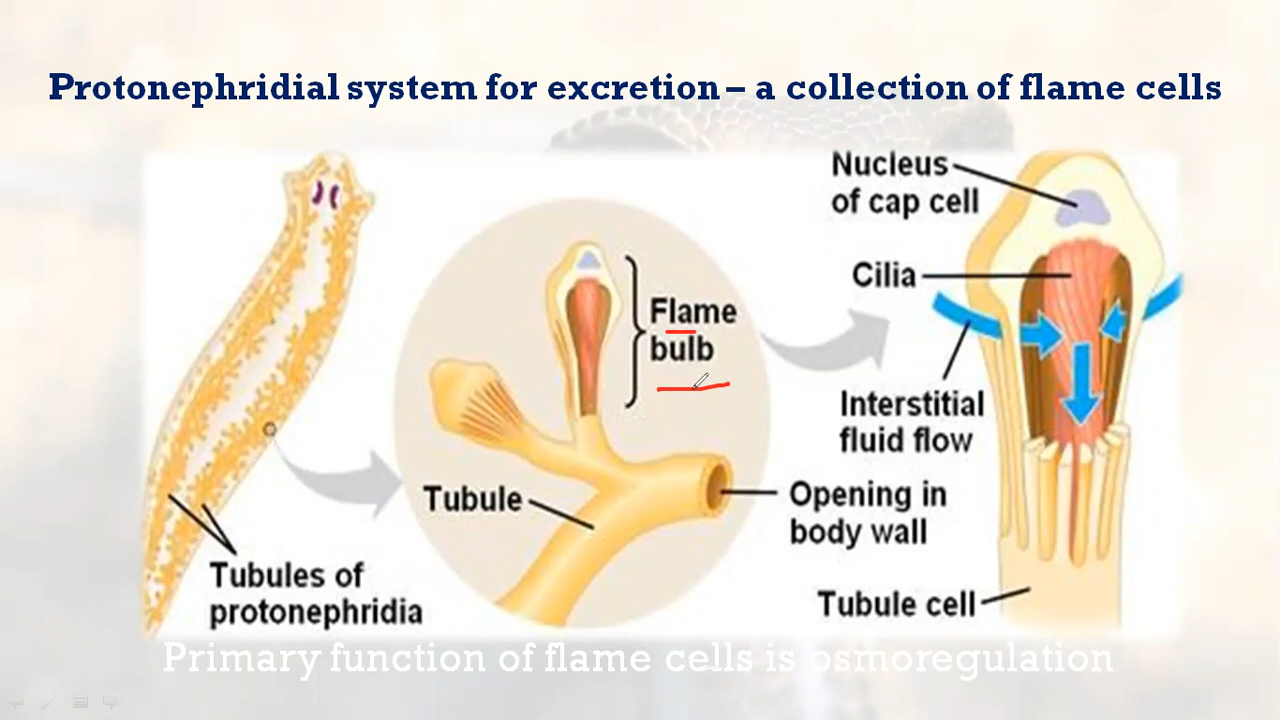 Protonephridial system for excretion – a collection of flame cells
Nucleus
of cap cell
Cilia
Flame
bulb
Interstitial
fluid flow
Tubule
Opening in
body wall
Tubules of
protonephridia
Tubule cell
Primary function of flame cells is osmoregulation